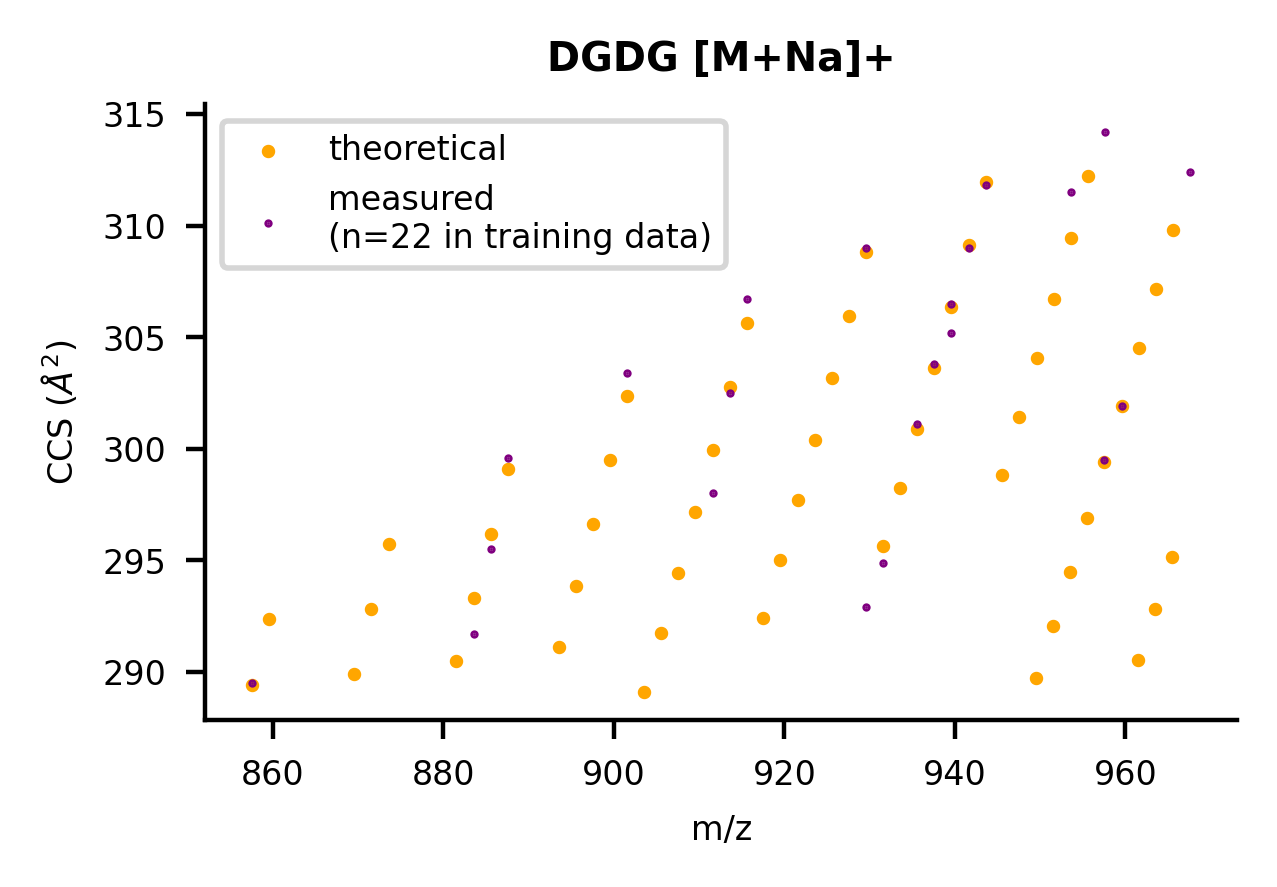 DGDG [M+Na]+
315
310
305
300
295
290
CCS (Å²)
theoretical
measured
(n=22 in training data)
860
880
900
920
940
960
m/z